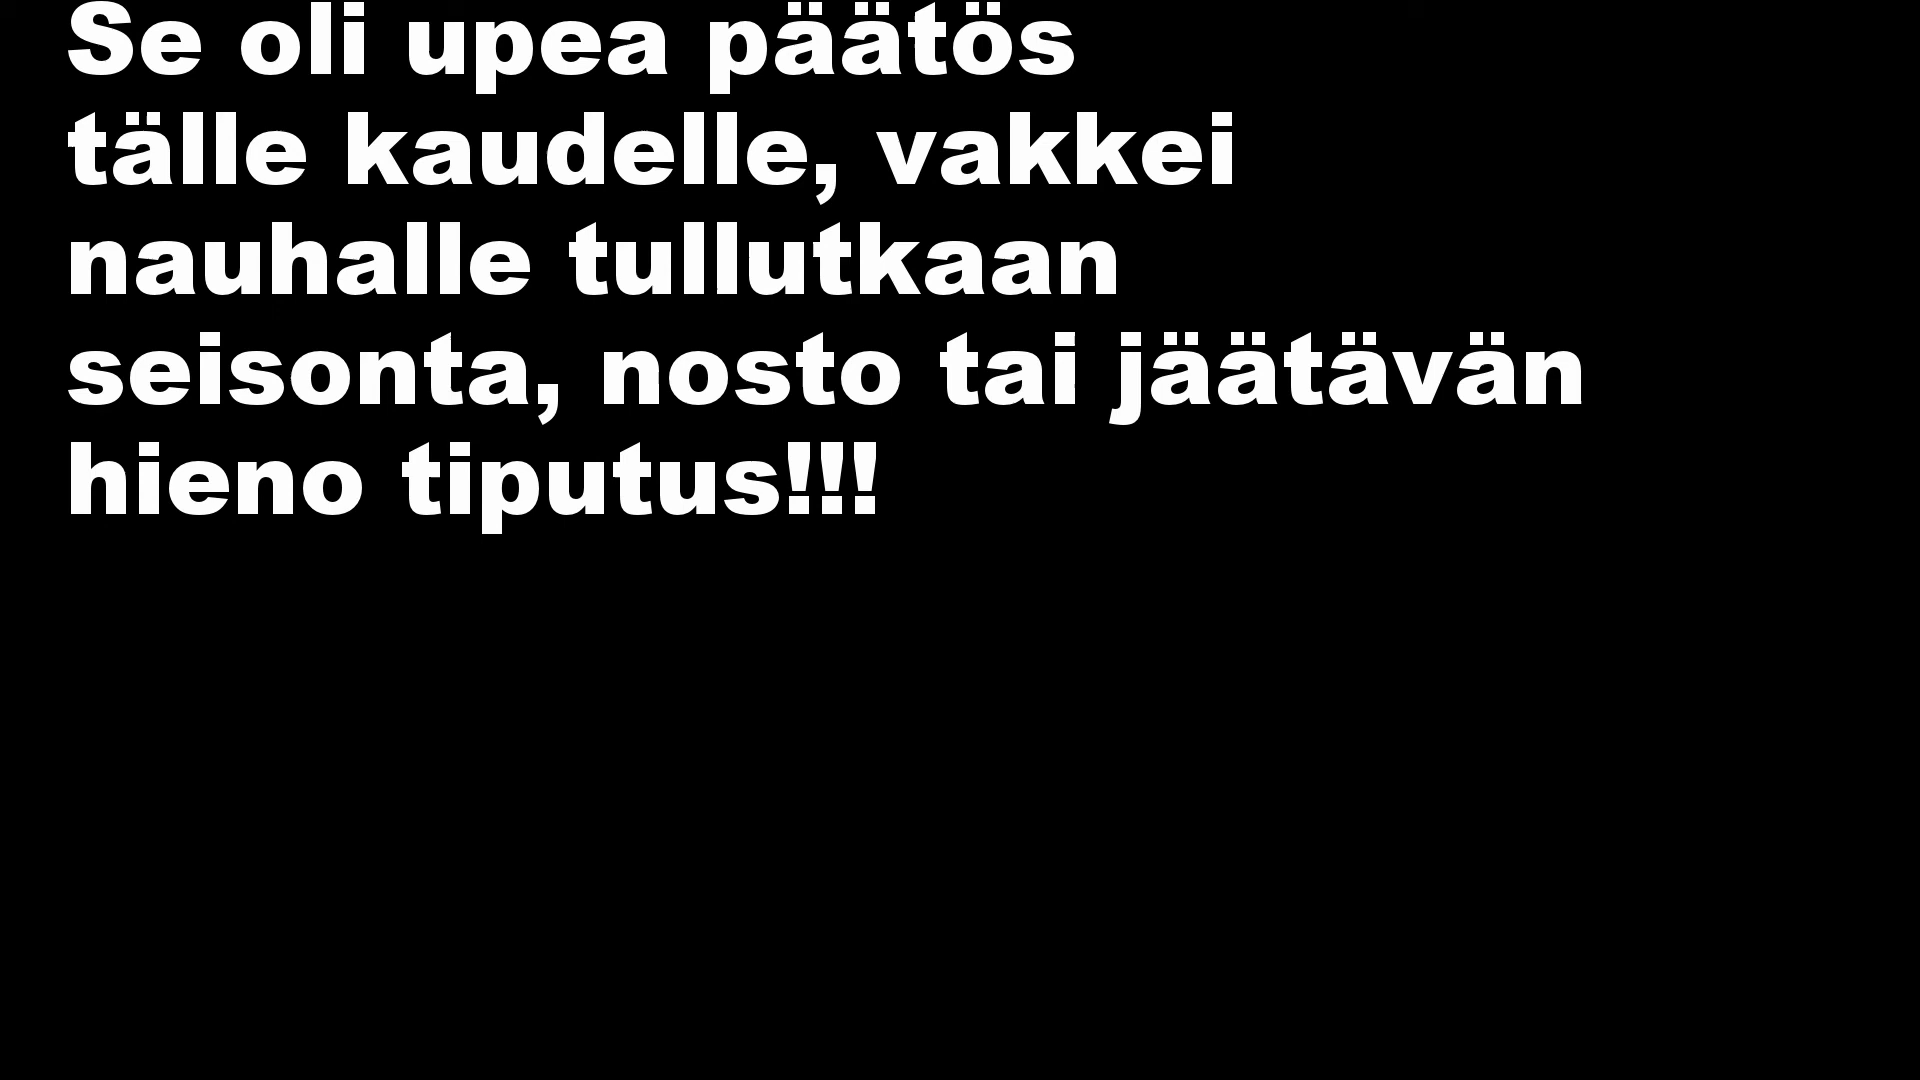 Se oli upea päätös
tälle kaudelle, vakkei
nauhalle tullutkaan
seisonta, nosto tai jäätävän
hieno tiputus!!!